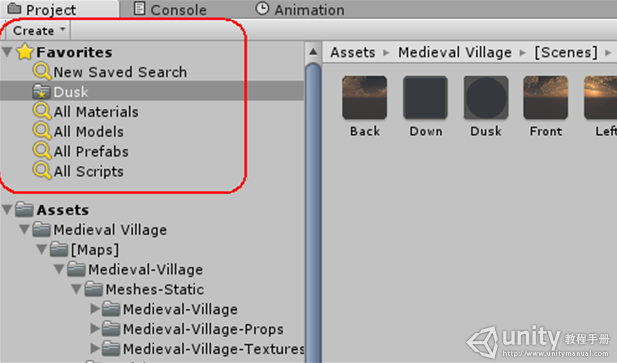 Project Console Animation
Create
Favorites
New Saved Search
Dusk
All Materials
All Models
All Prefabs
All Scripts
Assets
Medieval Village
[Maps]
Medieval-Village
Meshes-Static
Medieval-Village
Medieval-Village-Props
Medieval-Village-Textures
Assets ▸ Medieval Village ▸ [Scenes] ▸
Back Down Dusk Front Left
unity 教程手册
http://www.unitymanual.com